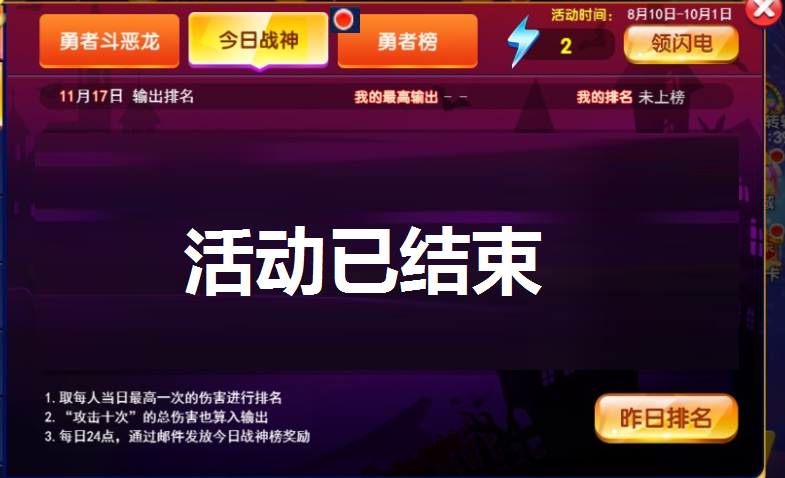 活动时间： 8月10日-10月1日
勇者斗恶龙 今日战神 勇者榜 2 领闪电
11月17日 输出排名 我的最高输出 - - 我的排名 未上榜
活动已结束
1. 取每人当日最高一次的伤害进行排名
2. “攻击十次”的总伤害也算入输出
3. 每日24点，通过邮件发放今日战神榜奖励
昨日排名